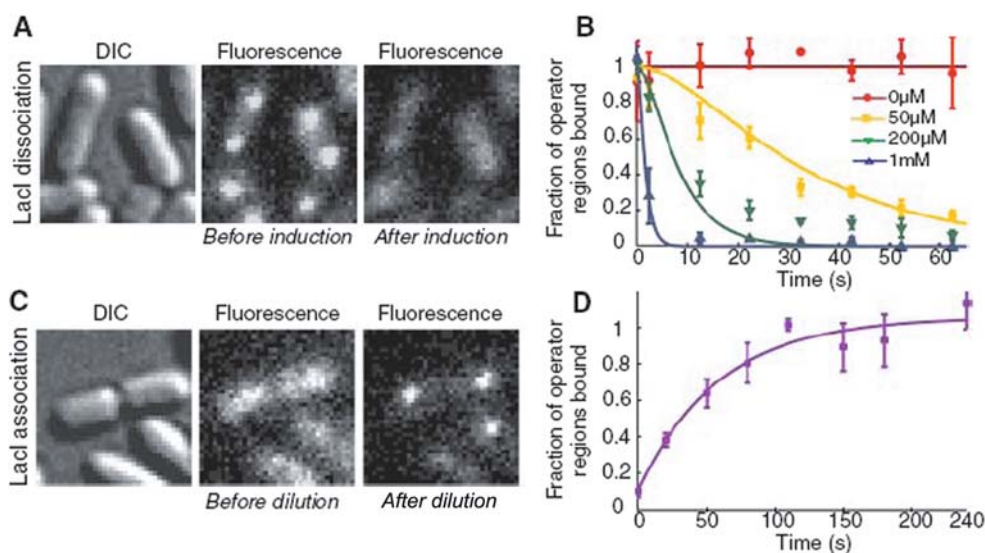 A
DIC
Fluorescence
Fluorescence
LacI dissociation
Before induction
After induction
B
Fraction of operator
regions bound
1
0.8
0.6
0.4
0.2
0
0µM
50µM
200µM
1mM
0
10
20
30
40
50
60
Time (s)
C
DIC
Fluorescence
Fluorescence
LacI association
Before dilution
After dilution
D
Fraction of operator
regions bound
1
0.8
0.6
0.4
0.2
0
50
100
150
200
240
Time (s)